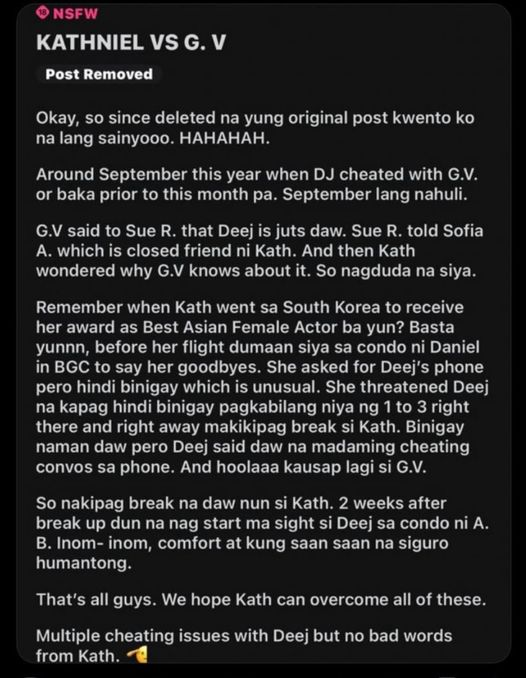 NSFW
KATHNIEL VS G. V
Post Removed
Okay, so since deleted na yung original post kwento ko
na lang sainyooo. HAHAHAH.
Around September this year when DJ cheated with G.V.
or baka prior to this month pa. September lang nahuli.
G.V said to Sue R. that Deej is juts daw. Sue R. told Sofia
A. which is closed friend ni Kath. And then Kath
wondered why G.V knows about it. So nagduda na siya.
Remember when Kath went sa South Korea to receive
her award as Best Asian Female Actor ba yun? Basta
yunnn, before her flight dumaan siya sa condo ni Daniel
in BGC to say her goodbyes. She asked for Deej's phone
pero hindi binigay which is unusual. She threatened Deej
na kapag hindi binigay pagkabilang niya ng 1 to 3 right
there and right away makikipag break si Kath. Binigay
naman daw pero Deej said daw na madaming cheating
convos sa phone. And hoolaaa kausap lagi si G.V.
So nakipag break na daw nun si Kath. 2 weeks after
break up dun na nag start ma sight si Deej sa condo ni A.
B. Inom- inom, comfort at kung saan saan na siguro
humantong.
That's all guys. We hope Kath can overcome all of these.
Multiple cheating issues with Deej but no bad words
from Kath.